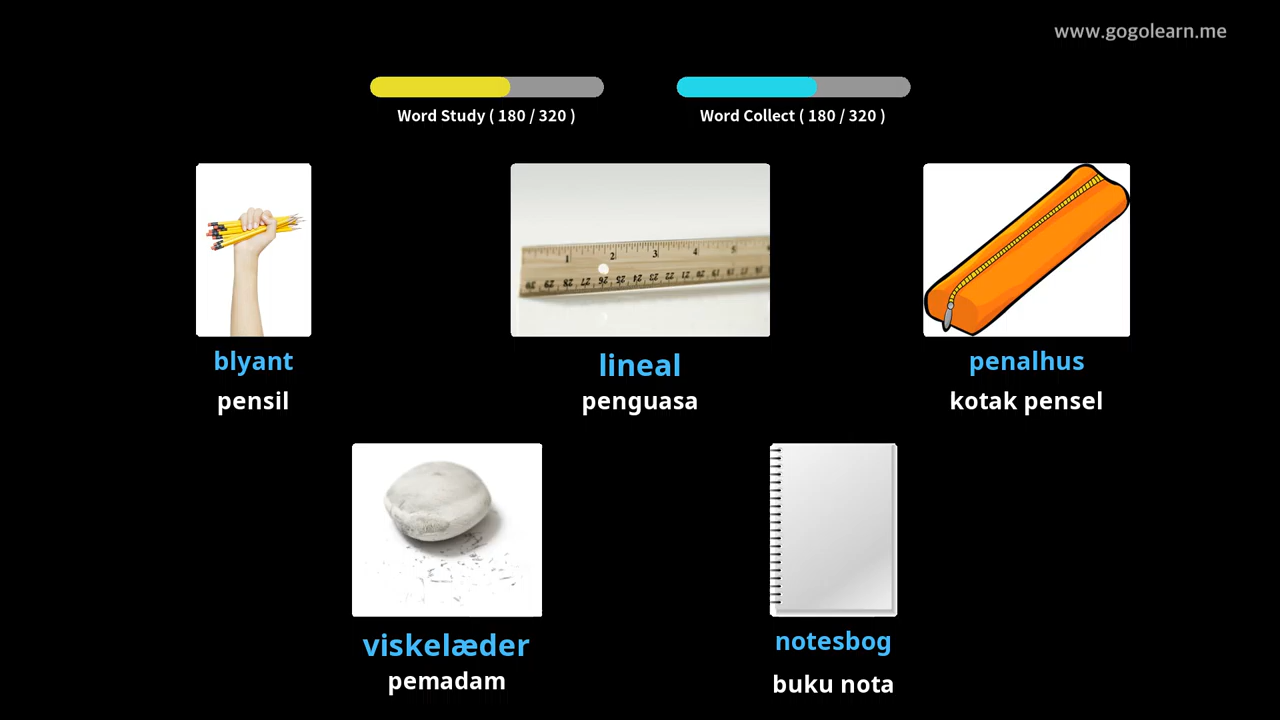 www.gogolearn.me
Word Study ( 180 / 320 )
Word Collect ( 180 / 320 )
blyant
pensil
lineal
penguasa
penalhus
kotak pensel
viskelæder
pemadam
notesbog
buku nota